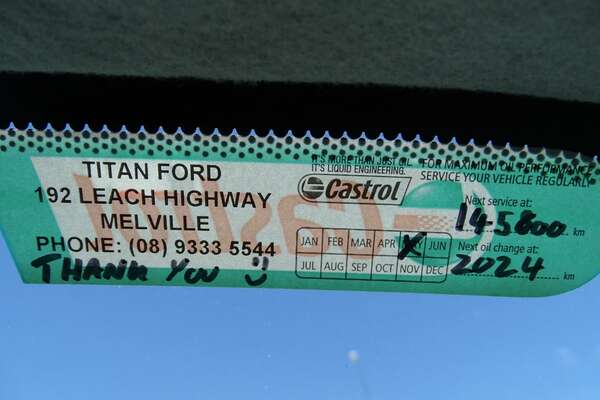 TITAN FORD
192 LEACH HIGHWAY
MELVILLE
PHONE: (08) 9333 5544
THANK YOU
IT'S MORE THAN JUST OIL.
IT'S LIQUID ENGINEERING.
Castrol
FOR MAXIMUM OIL PERFORMANCE
SERVICE YOUR VEHICLE REGULARLY
Next service at:
145800 km
Next oil change at:
2024 km
JAN FEB MAR APR MAY JUN
JUL AUG SEP OCT NOV DEC